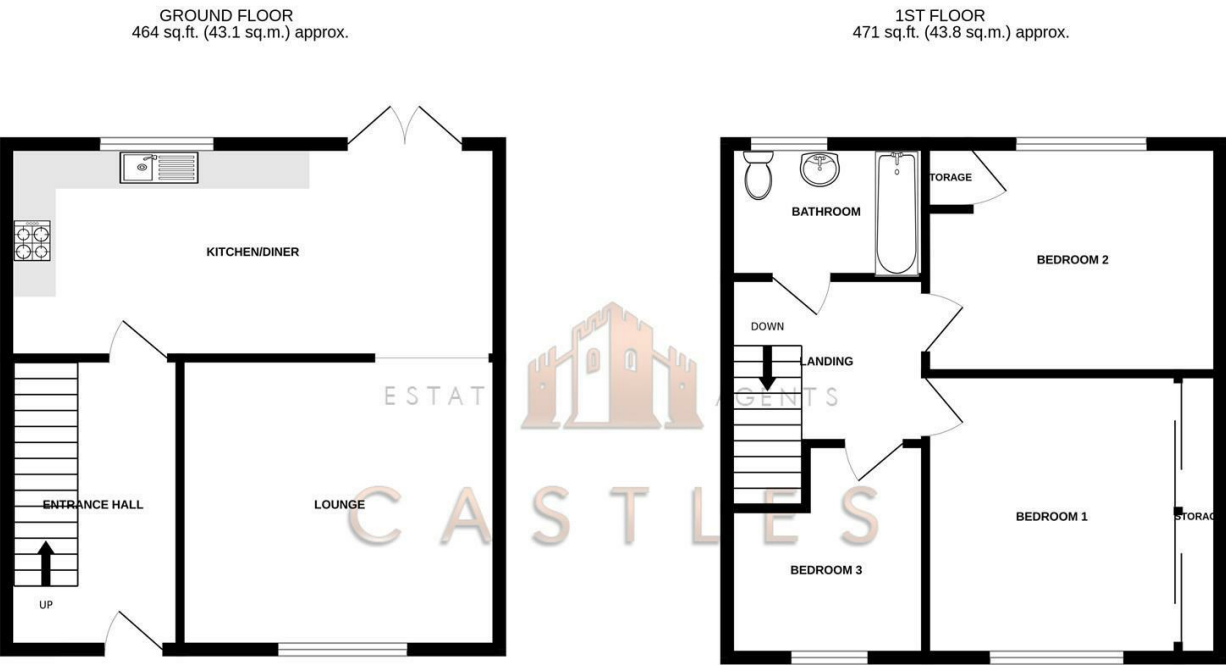 GROUND FLOOR
464 sq.ft. (43.1 sq.m.) approx.
1ST FLOOR
471 sq.ft. (43.8 sq.m.) approx.
KITCHEN/DINER
ENTRANCE HALL
UP
LOUNGE
TORAGE
BATHROOM
BEDROOM 2
DOWN
LANDING
BEDROOM 1
STORAG
BEDROOM 3
ESTAT AGENTS
CASTLES